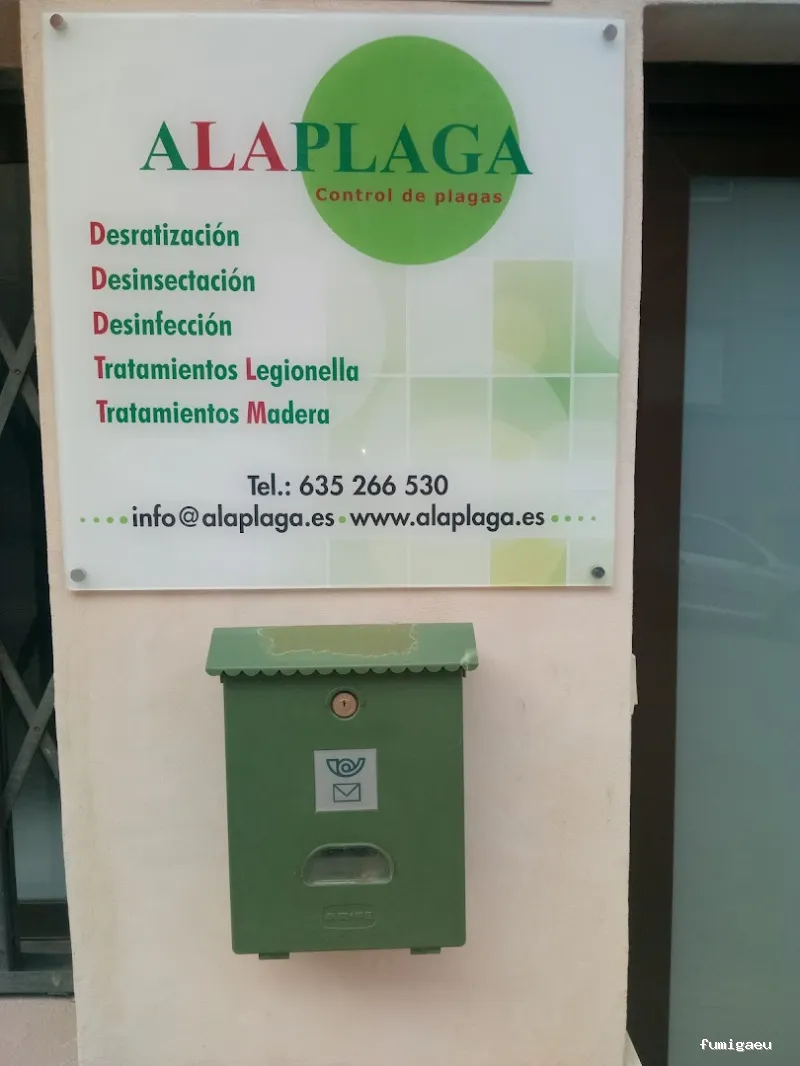 ALAPLAGA
Control de plagas
Desratización
Desinsectación
Desinfección
Tratamientos Legionella
Tratamientos Madera
Tel.: 635 266 530
info@alaplaga.es • www.alaplaga.es
fumigaeu